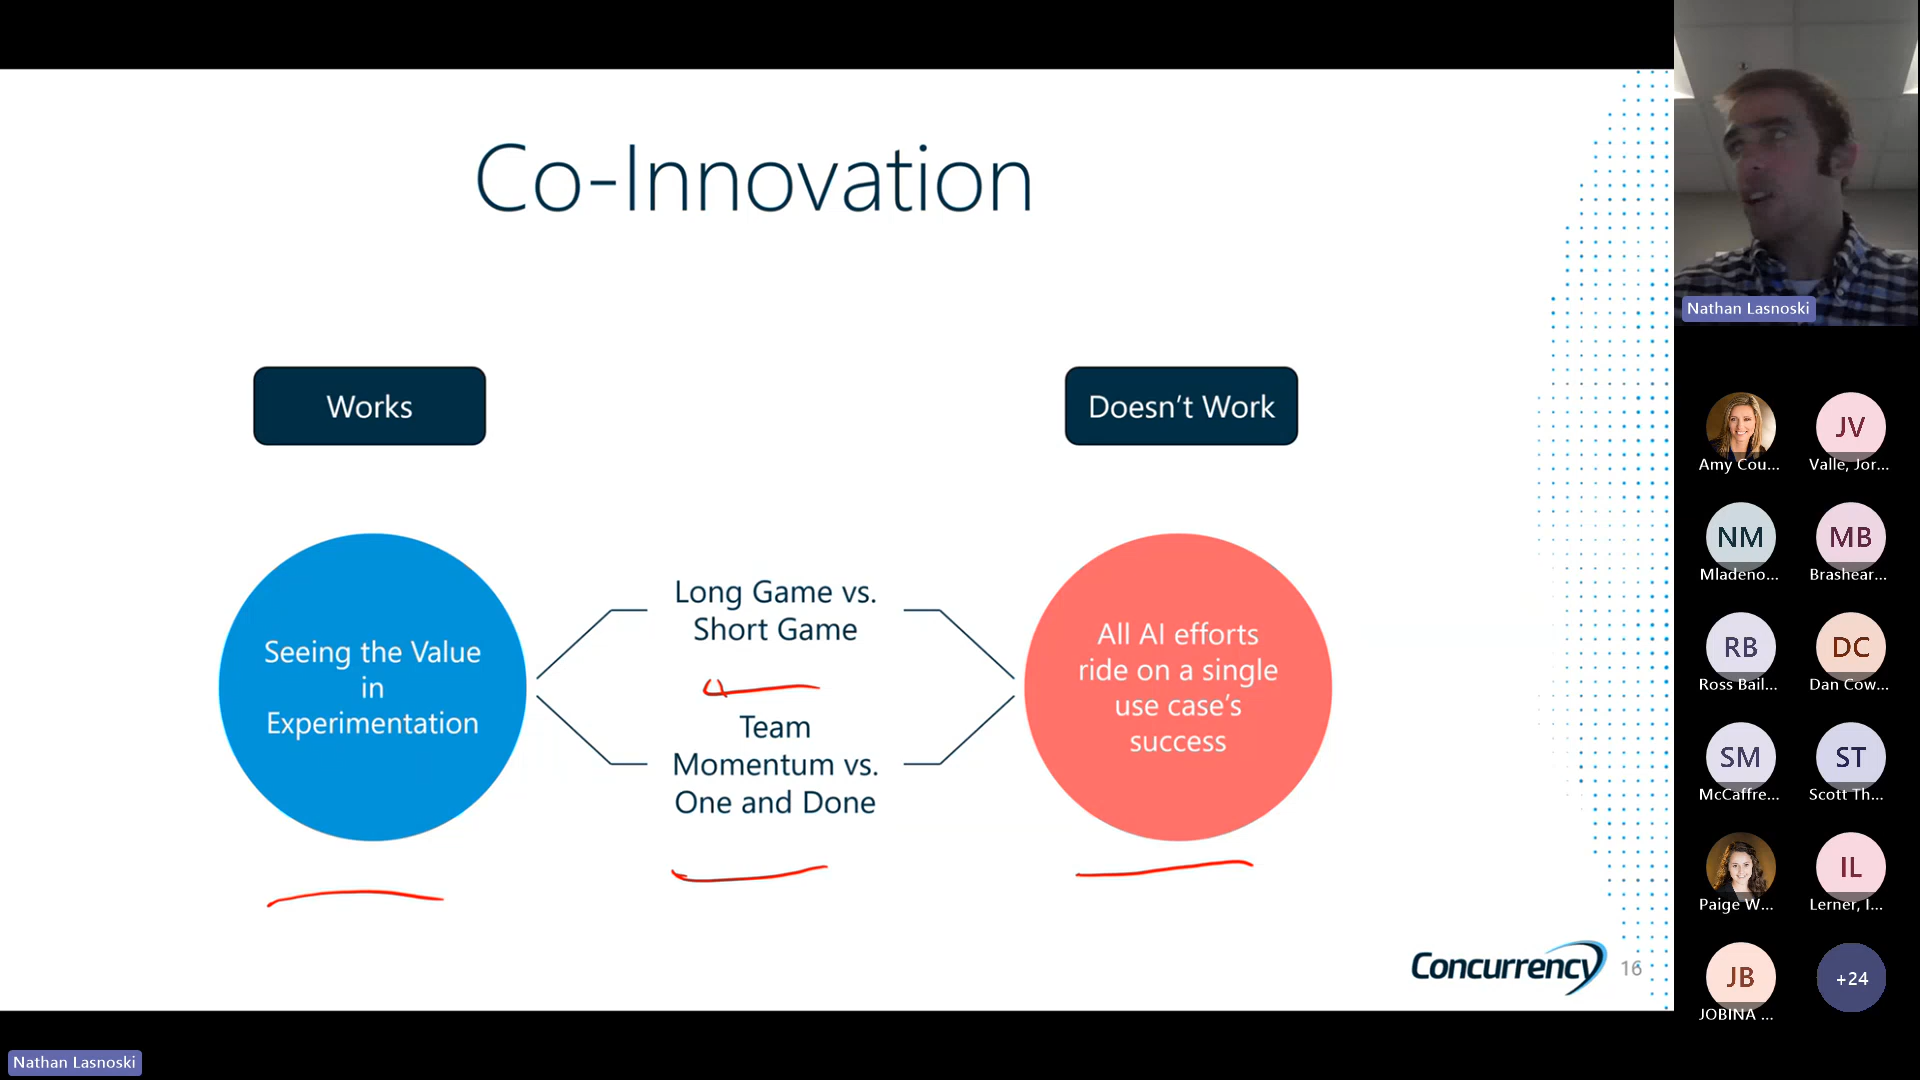 Co-Innovation
Works
Doesn't Work
Seeing the Value
in
Experimentation
Long Game vs.
Short Game
Team
Momentum vs.
One and Done
All AI efforts
ride on a single
use case's
success
Concurrency
16
Nathan Lasnoski
Nathan Lasnoski
Amy Cou...
JV
Valle, Jor...
NM
Mladeno...
MB
Brashear...
RB
Ross Bail...
DC
Dan Cow...
SM
McCaffre...
ST
Scott Th...
Paige W...
IL
Lerner, I...
JB
JOBINA ...
+24